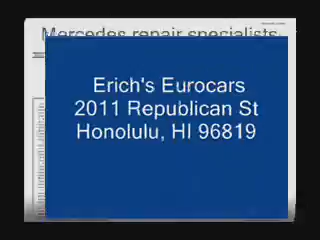 Mercedes repair specialists
Erich's Eurocars
2011 Republican St
Honolulu, HI 96819